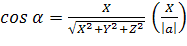 cos α = X / √(X² + Y² + Z²) (X / |a|)